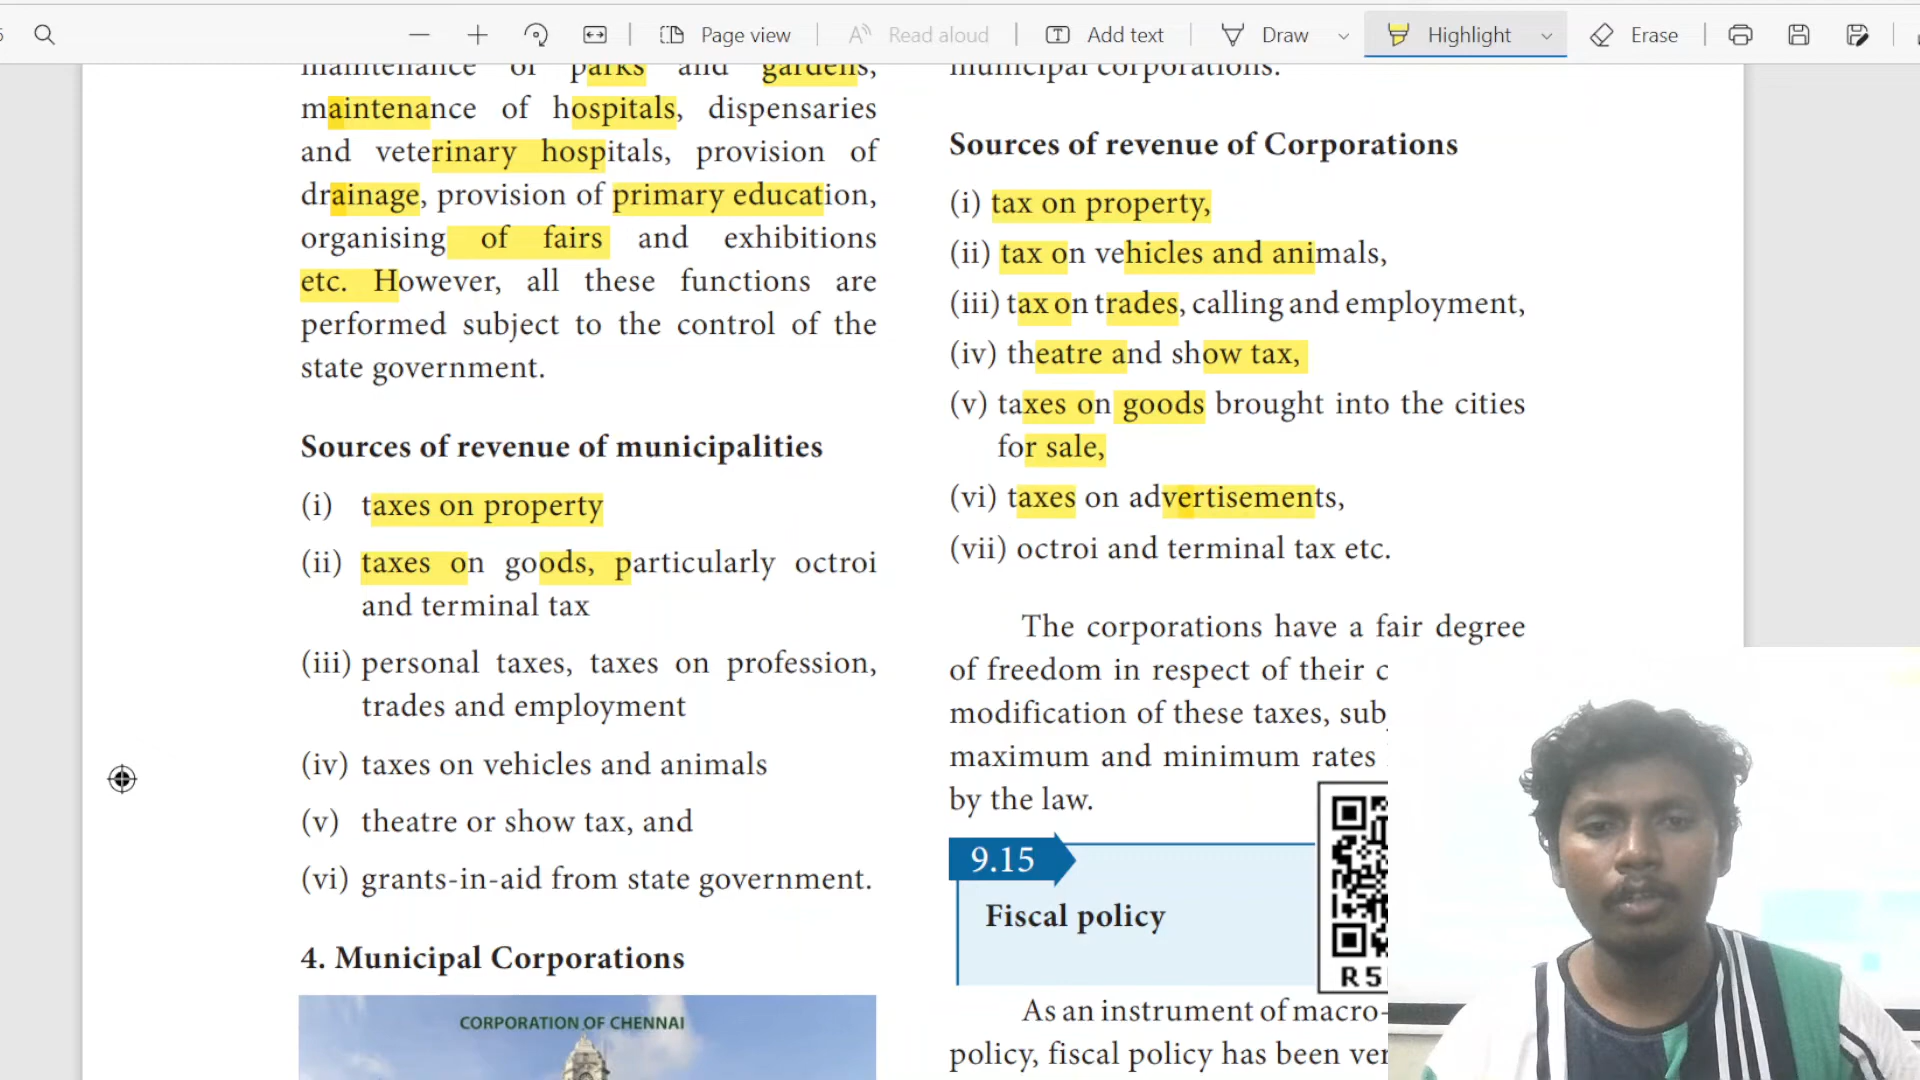 Page view
Read aloud
Add text
Draw
Highlight
Erase
maintenance of parks and gardens,
maintenance of hospitals, dispensaries
and veterinary hospitals, provision of
drainage, provision of primary education,
organising of fairs and exhibitions
etc. However, all these functions are
performed subject to the control of the
state government.
Sources of revenue of municipalities
(i) taxes on property
(ii) taxes on goods, particularly octroi
and terminal tax
(iii) personal taxes, taxes on profession,
trades and employment
(iv) taxes on vehicles and animals
(v) theatre or show tax, and
(vi) grants-in-aid from state government.
4. Municipal Corporations
CORPORATION OF CHENNAI
municipal corporations.
Sources of revenue of Corporations
(i) tax on property,
(ii) tax on vehicles and animals,
(iii) tax on trades, calling and employment,
(iv) theatre and show tax,
(v) taxes on goods brought into the cities
for sale,
(vi) taxes on advertisements,
(vii) octroi and terminal tax etc.
The corporations have a fair degree
of freedom in respect of their
modification of these taxes,
maximum and minimum rates
by the law.
9.15
Fiscal policy
As an instrument of macro-
policy, fiscal policy has been